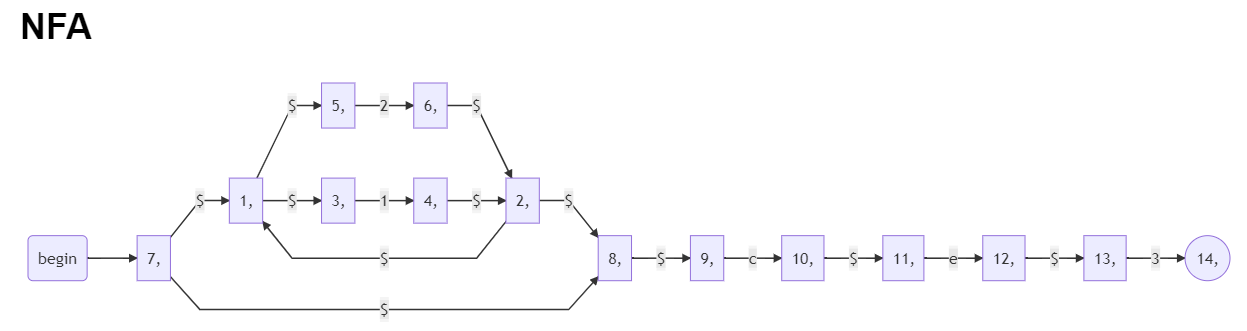 NFA
$ 5, 2 6, $
$ 1, $ 3, 1 4, $ 2, $
begin 7, $ 8, $ 9, c 10, $ 11, e 12, $ 13, 3 14,
$